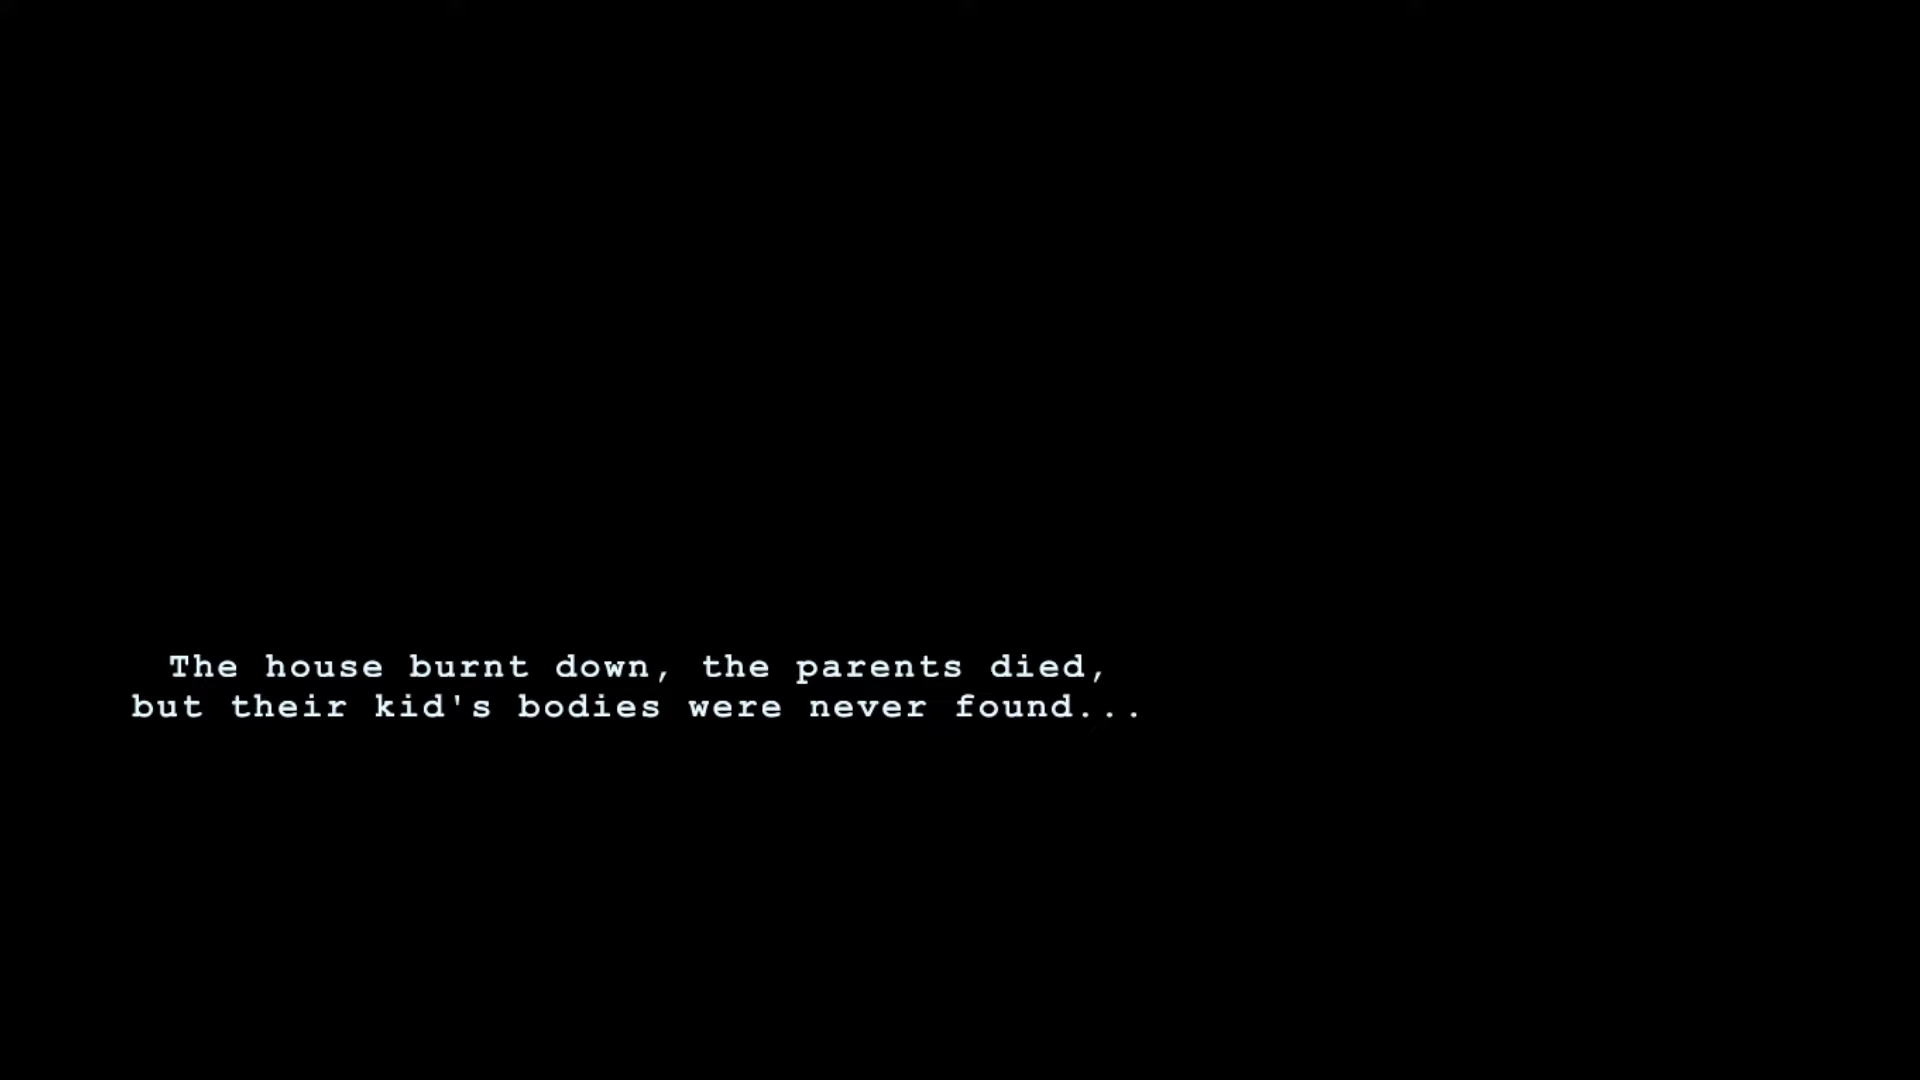 The house burnt down, the parents died,
but their kid's bodies were never found...